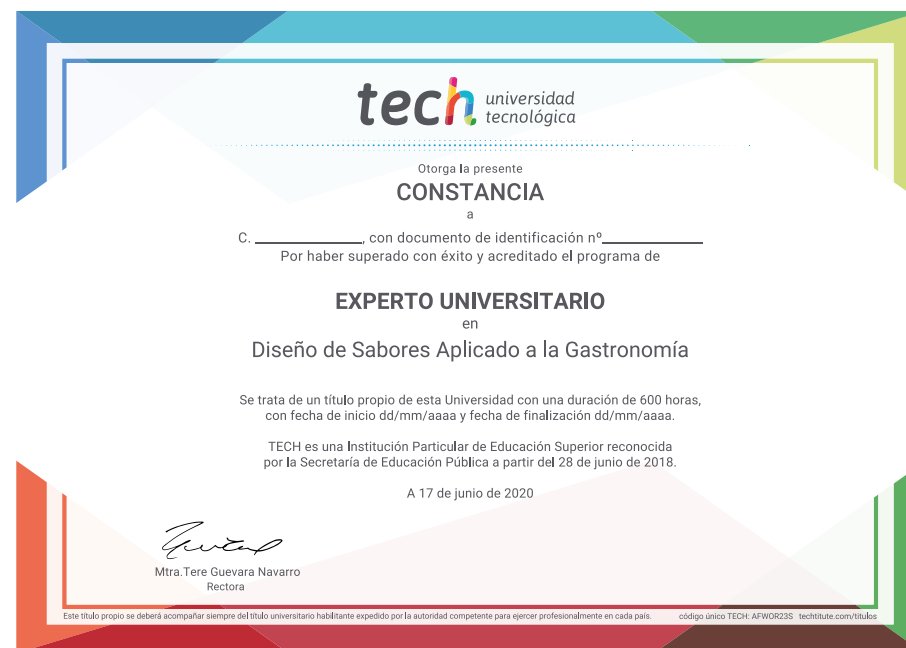 tech universidad
tecnológica
Otorga la presente
CONSTANCIA
a
C. ____________, con documento de identificación nº____________
Por haber superado con éxito y acreditado el programa de
EXPERTO UNIVERSITARIO
en
Diseño de Sabores Aplicado a la Gastronomía
Se trata de un título propio de esta Universidad con una duración de 600 horas,
con fecha de inicio dd/mm/aaaa y fecha de finalización dd/mm/aaaa.
TECH es una Institución Particular de Educación Superior reconocida
por la Secretaría de Educación Pública a partir del 28 de junio de 2018.
A 17 de junio de 2020
Mtra.Tere Guevara Navarro
Rectora
Este título propio se deberá acompañar siempre del título universitario habilitante expedido por la autoridad competente para ejercer profesionalmente en cada país. código único TECH: AFWOR23S techtitute.com/titulos